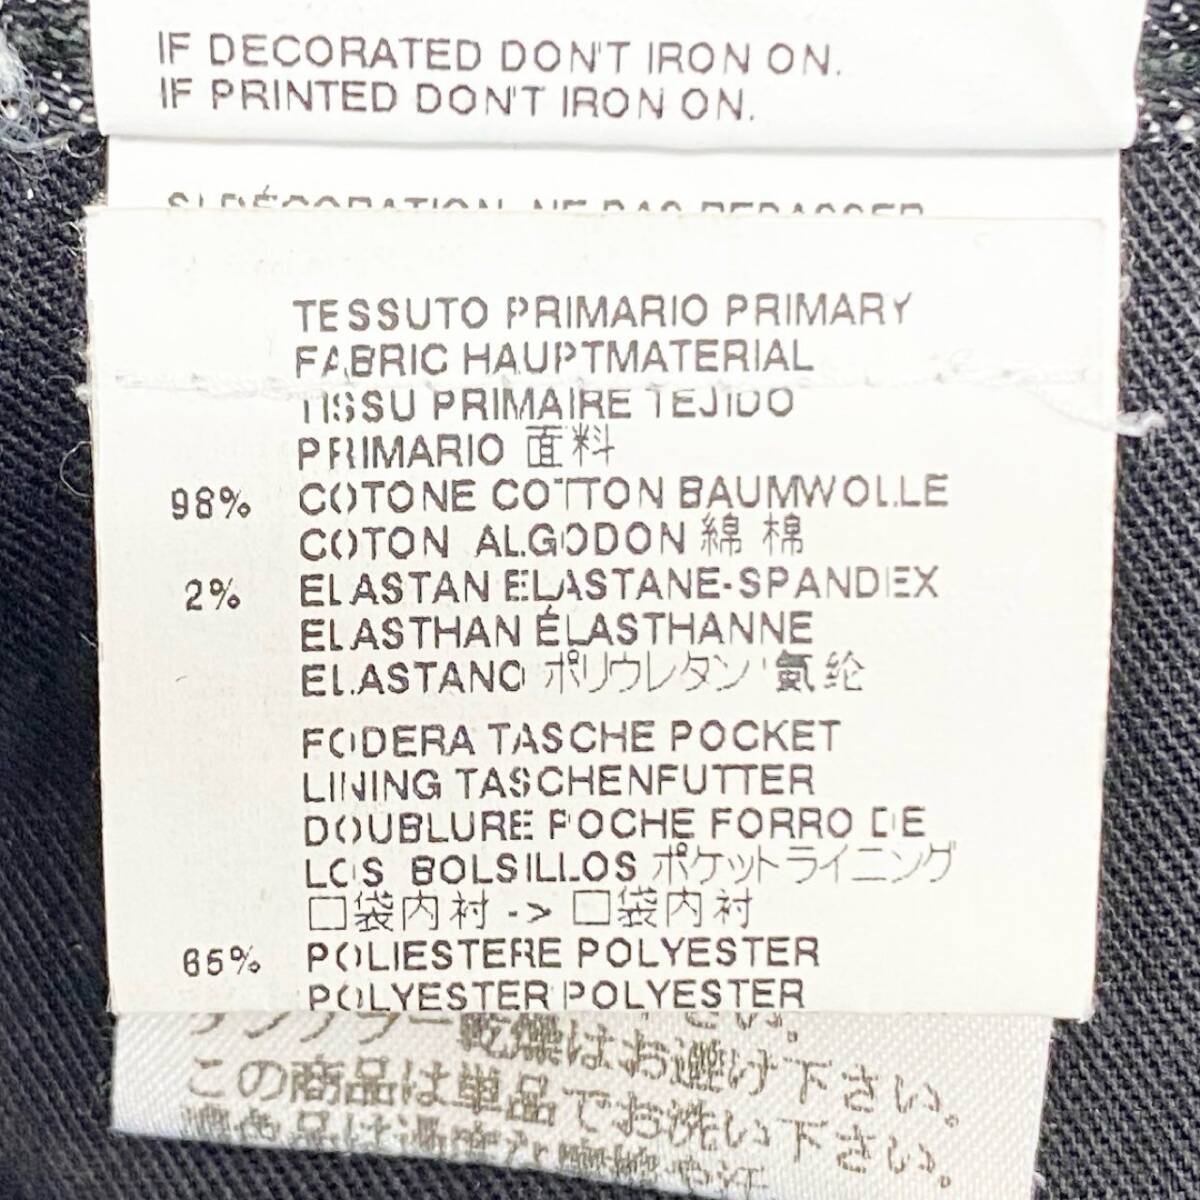 IF DECORATED DON'T IRON ON.
IF PRINTED DON'T IRON ON.
SI DÉCORATION, NE PAS REPASSER
TESSUTO PRIMARIO PRIMARY
FABRIC HAUPTMATERIAL
TISSU PRIMAIRE TEJIDO
PRIMARIO 面料
98% COTONE COTTON BAUMWOLLE
COTON ALGODON 綿 棉
2% ELASTAN ELASTANE-SPANDEX
ELASTHAN ÉLASTHANNE
ELASTANO ポリウレタン 氨纶
FODERA TASCHE POCKET
LINING TASCHENFUTTER
DOUBLURE POCHE FORRO DE
LOS BOLSILLOS ポケットライニング
口袋内衬 -> 口袋内衬
65% POLIESTERE POLYESTER
POLYESTER POLYESTER
乾燥はお避け下さい。
この商品は単品でお洗い下さい。